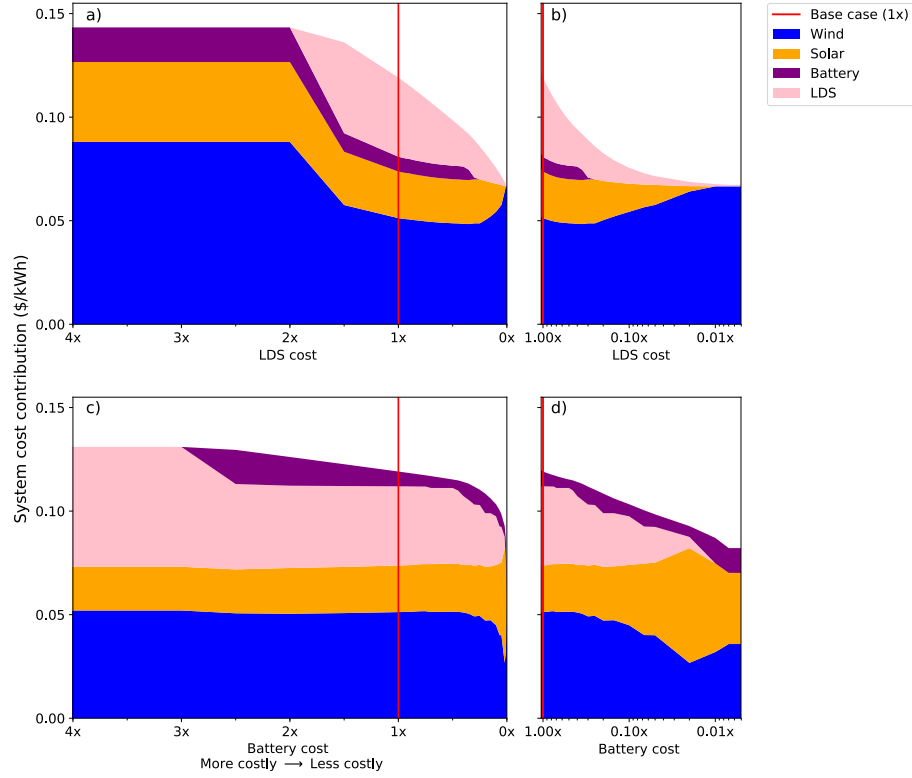 System cost contribution ($/kWh)
a)
0.15
0.10
0.05
0.00
4x
3x
2x
1x
0x
LDS cost
b)
1.00x
0.10x
0.01x
LDS cost
Base case (1x)
Wind
Solar
Battery
LDS
c)
0.15
0.10
0.05
0.00
4x
3x
2x
1x
0x
Battery cost
More costly → Less costly
d)
1.00x
0.10x
0.01x
Battery cost